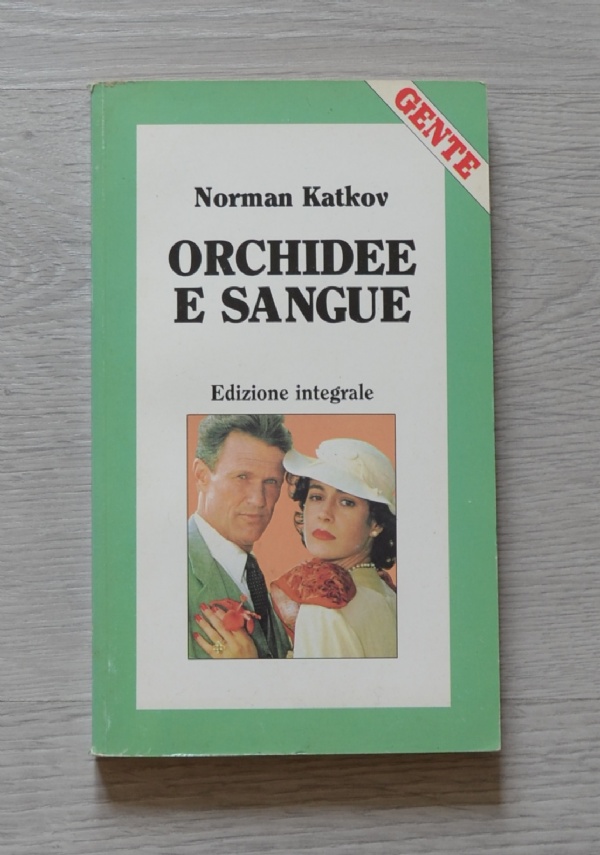 GENTE
Norman Katkov
ORCHIDEE
E SANGUE
Edizione integrale